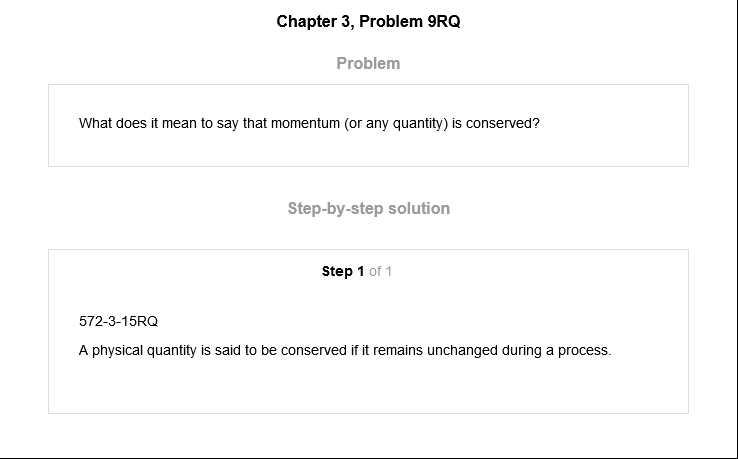 Chapter 3, Problem 9RQ
Problem
What does it mean to say that momentum (or any quantity) is conserved?
Step-by-step solution
Step 1 of 1
572-3-15RQ
A physical quantity is said to be conserved if it remains unchanged during a process.